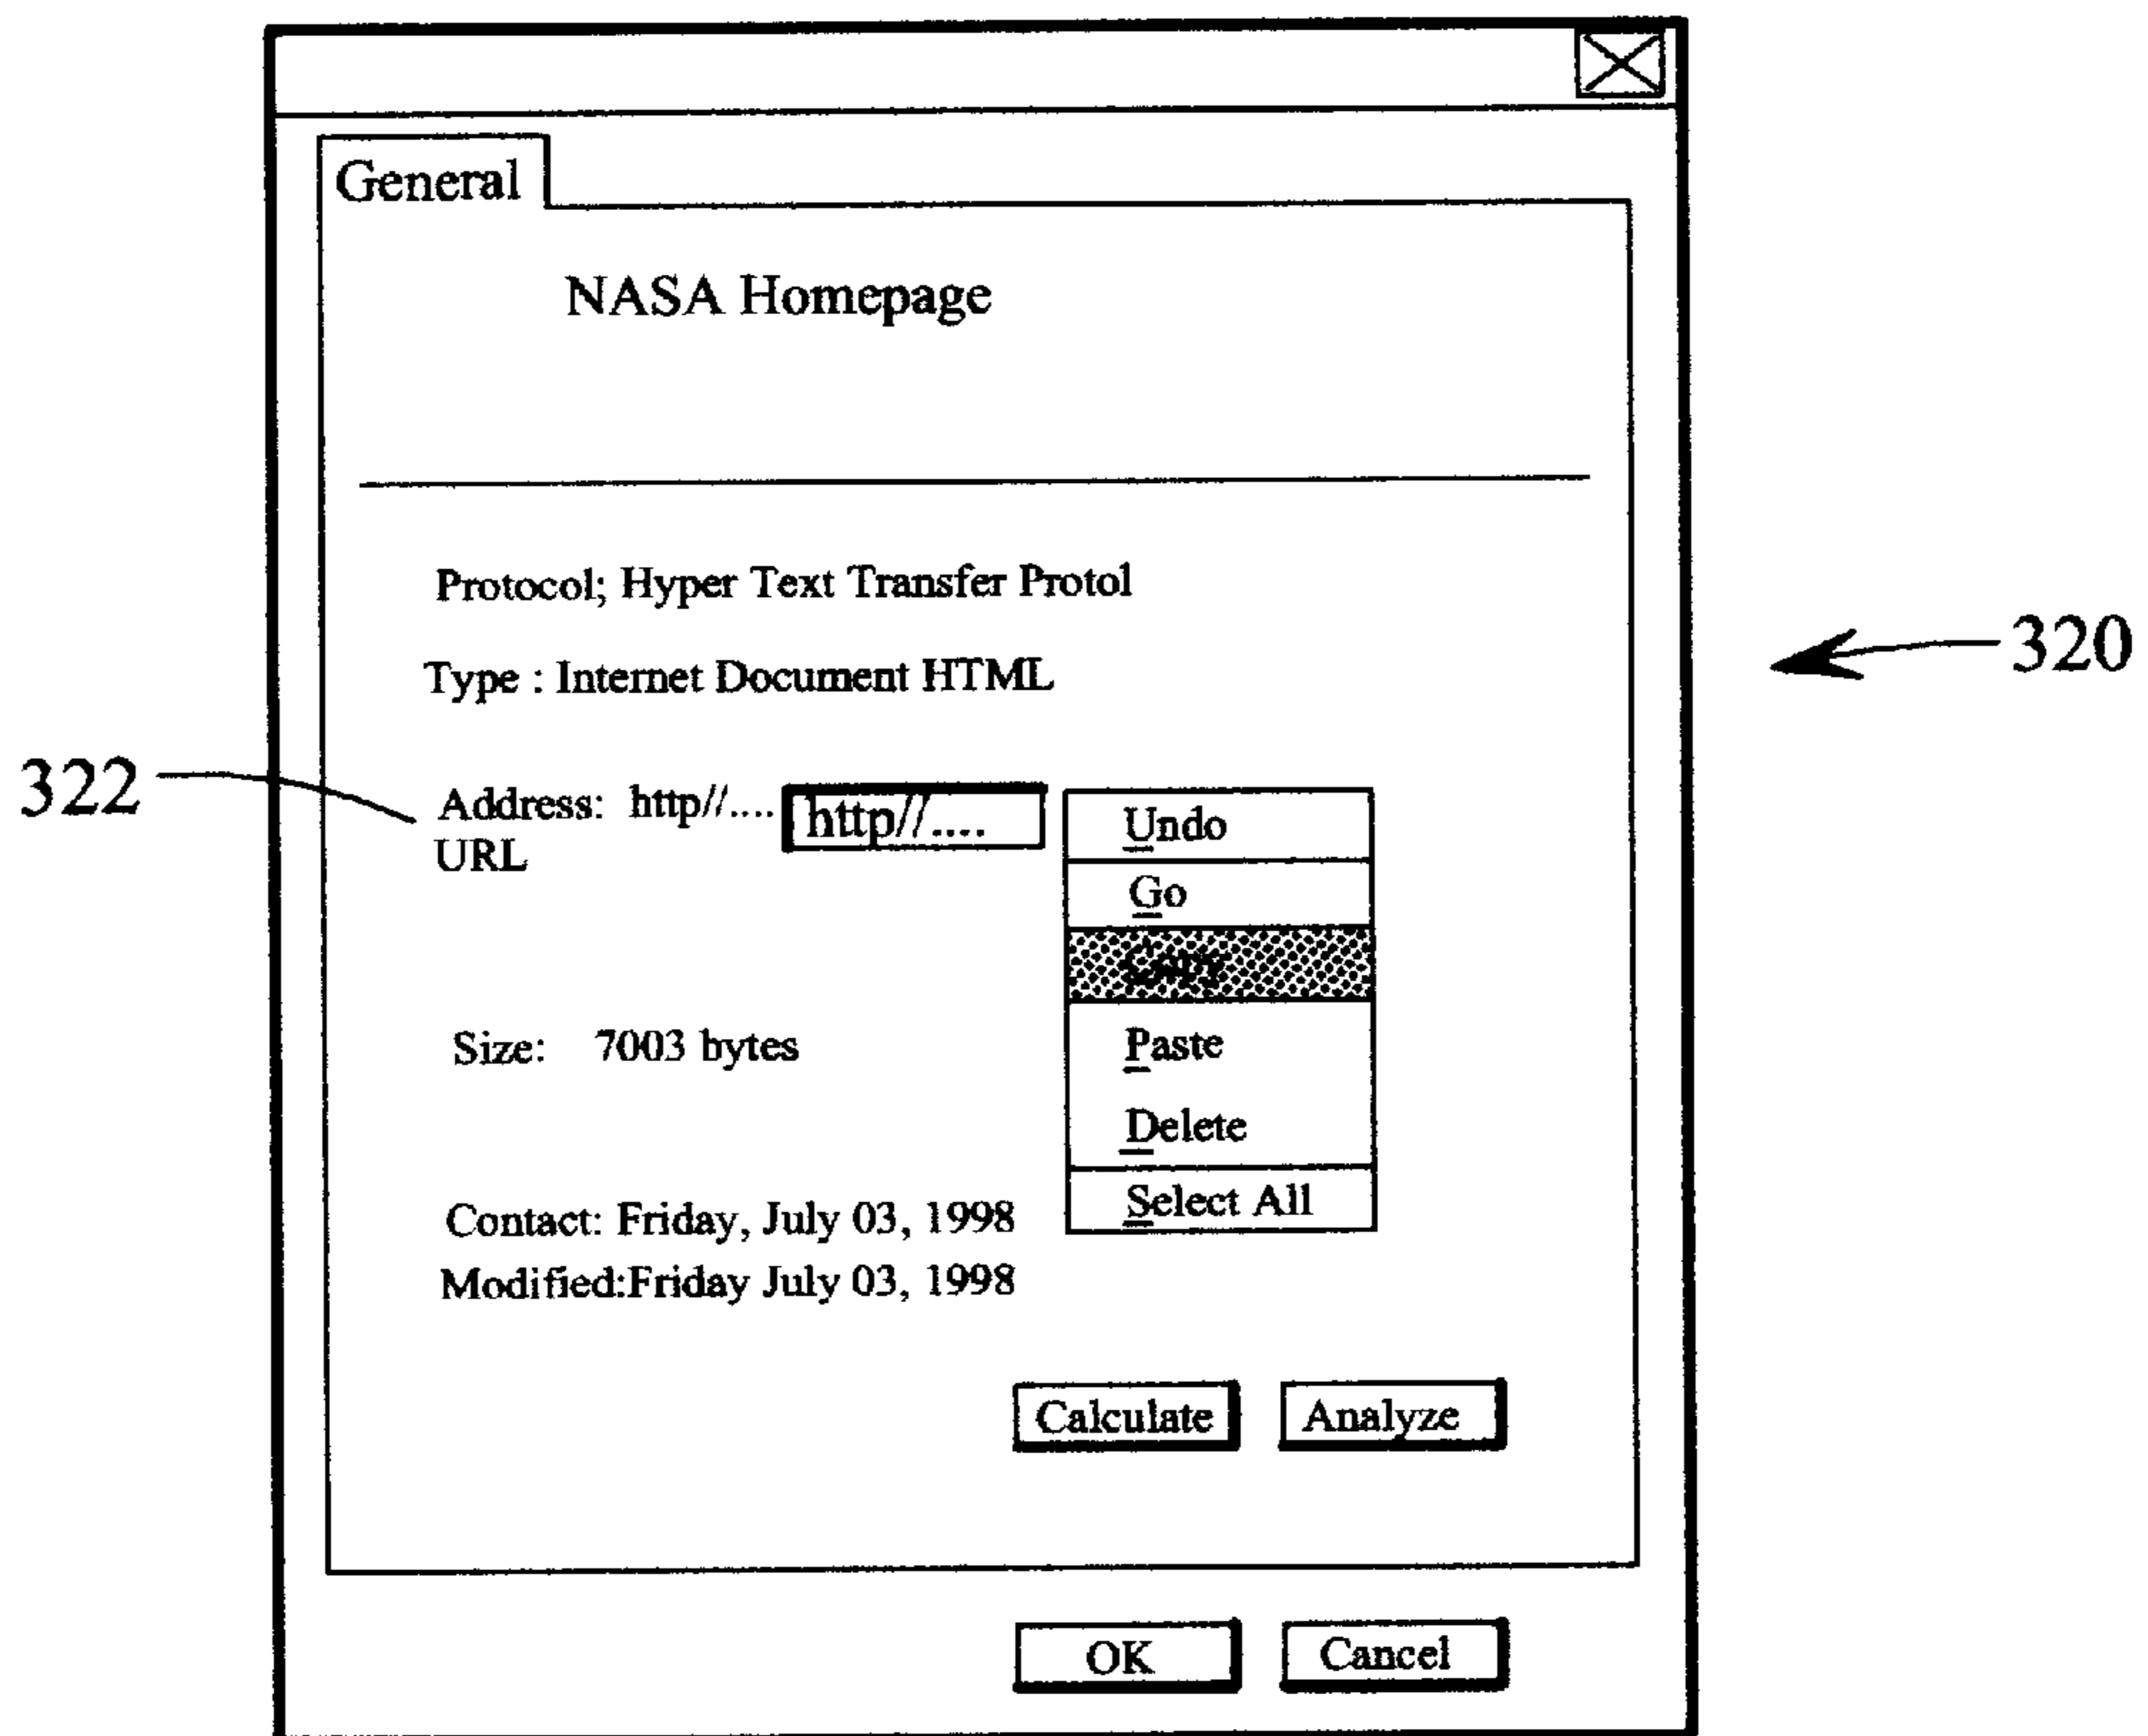 General
NASA Homepage
Protocol; Hyper Text Transfer Protol
320
Type : Internet Document HTML
322
Address: http//.... http//....
URL
Undo
Go
Copy
Size: 7003 bytes
Paste
Delete
Select All
Contact: Friday, July 03, 1998
Modified:Friday July 03, 1998
Calculate Analyze
OK Cancel